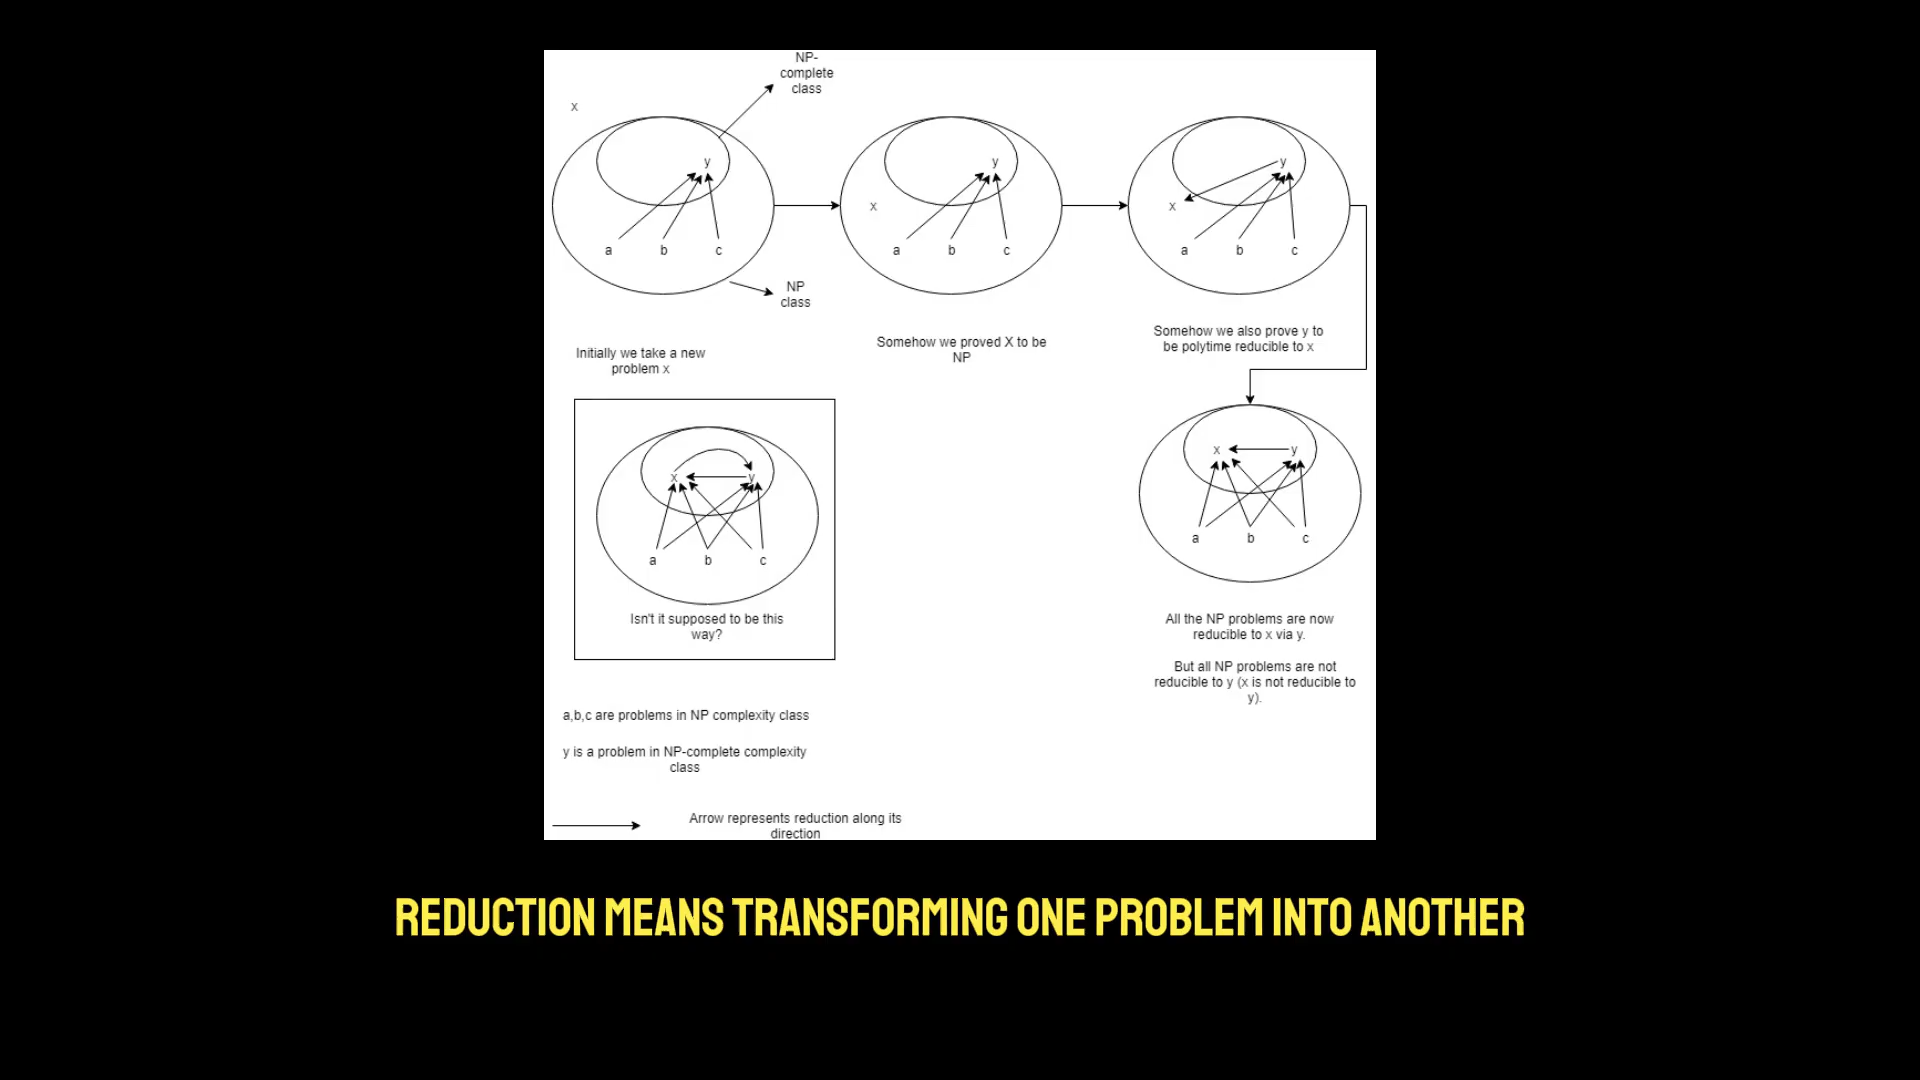 NP-
complete
class
x
y
a b c
NP
class
Initially we take a new
problem x
y
x
a b c
Somehow we proved X to be
NP
y
x
a b c
Somehow we also prove y to
be polytime reducible to x
x y
a b c
Isn't it supposed to be this
way?
x y
a b c
All the NP problems are now
reducible to x via y.
But all NP problems are not
reducible to y (x is not reducible to
y).
a,b,c are problems in NP complexity class
y is a problem in NP-complete complexity
class
Arrow represents reduction along its
direction
REDUCTION MEANS TRANSFORMING ONE PROBLEM INTO ANOTHER